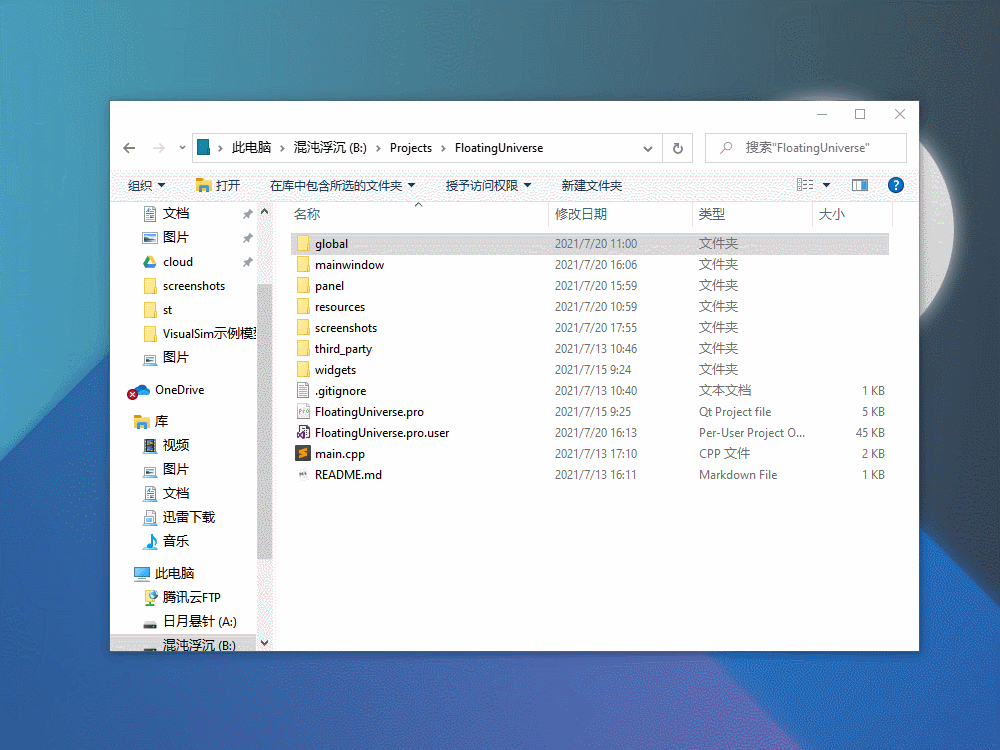 此电脑 混沌浮沉 (B:) Projects FloatingUniverse 搜索"FloatingUniverse"
组织 打开 在库中包含所选的文件夹 授予访问权限 新建文件夹
文档
图片
cloud
screenshots
st
VisualSim示例模型
图片
OneDrive
库
视频
图片
文档
迅雷下载
音乐
此电脑
腾讯云FTP
日月悬针 (A:)
混沌浮沉 (B:)
名称 修改日期 类型 大小
global 2021/7/20 11:00 文件夹
mainwindow 2021/7/20 16:06 文件夹
panel 2021/7/20 15:59 文件夹
resources 2021/7/20 10:59 文件夹
screenshots 2021/7/20 17:55 文件夹
third_party 2021/7/13 10:46 文件夹
widgets 2021/7/15 9:24 文件夹
.gitignore 2021/7/13 10:40 文本文档 1 KB
FloatingUniverse.pro 2021/7/15 9:25 Qt Project file 5 KB
FloatingUniverse.pro.user 2021/7/20 16:13 Per-User Project O... 45 KB
main.cpp 2021/7/13 17:10 CPP 文件 2 KB
README.md 2021/7/13 16:11 Markdown File 1 KB